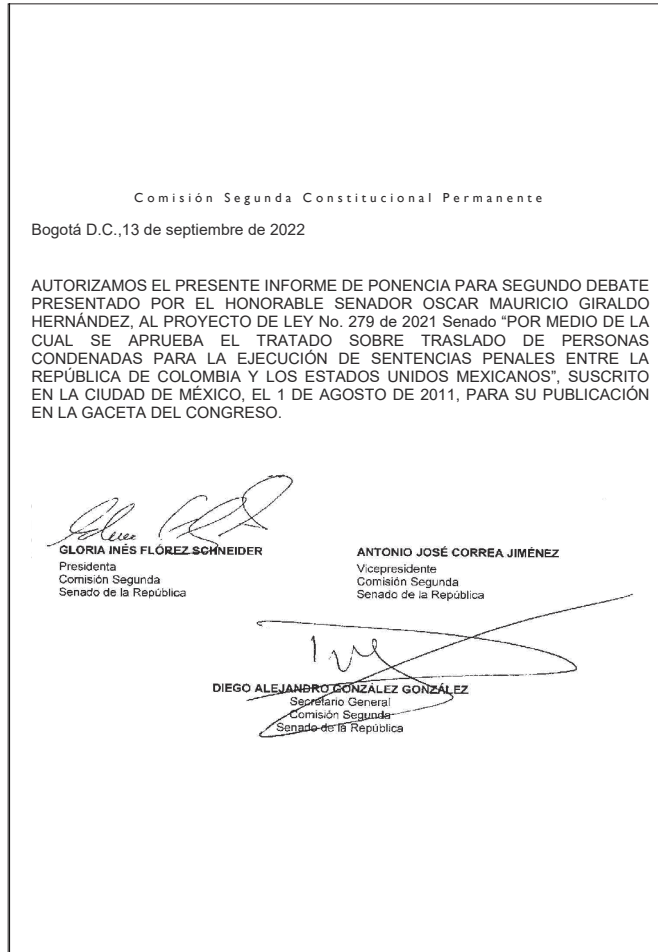 Comisión Segunda Constitucional Permanente
Bogotá D.C.,13 de septiembre de 2022
AUTORIZAMOS EL PRESENTE INFORME DE PONENCIA PARA SEGUNDO DEBATE
PRESENTADO POR EL HONORABLE SENADOR OSCAR MAURICIO GIRALDO
HERNÁNDEZ, AL PROYECTO DE LEY No. 279 de 2021 Senado “POR MEDIO DE LA
CUAL SE APRUEBA EL TRATADO SOBRE TRASLADO DE PERSONAS
CONDENADAS PARA LA EJECUCIÓN DE SENTENCIAS PENALES ENTRE LA
REPÚBLICA DE COLOMBIA Y LOS ESTADOS UNIDOS MEXICANOS”, SUSCRITO
EN LA CIUDAD DE MÉXICO, EL 1 DE AGOSTO DE 2011, PARA SU PUBLICACIÓN
EN LA GACETA DEL CONGRESO.
GLORIA INÉS FLÓREZ SCHNEIDER
Presidenta
Comisión Segunda
Senado de la República
ANTONIO JOSÉ CORREA JIMÉNEZ
Vicepresidente
Comisión Segunda
Senado de la República
DIEGO ALEJANDRO GONZÁLEZ GONZÁLEZ
Secretario General
Comisión Segunda
Senado de la República